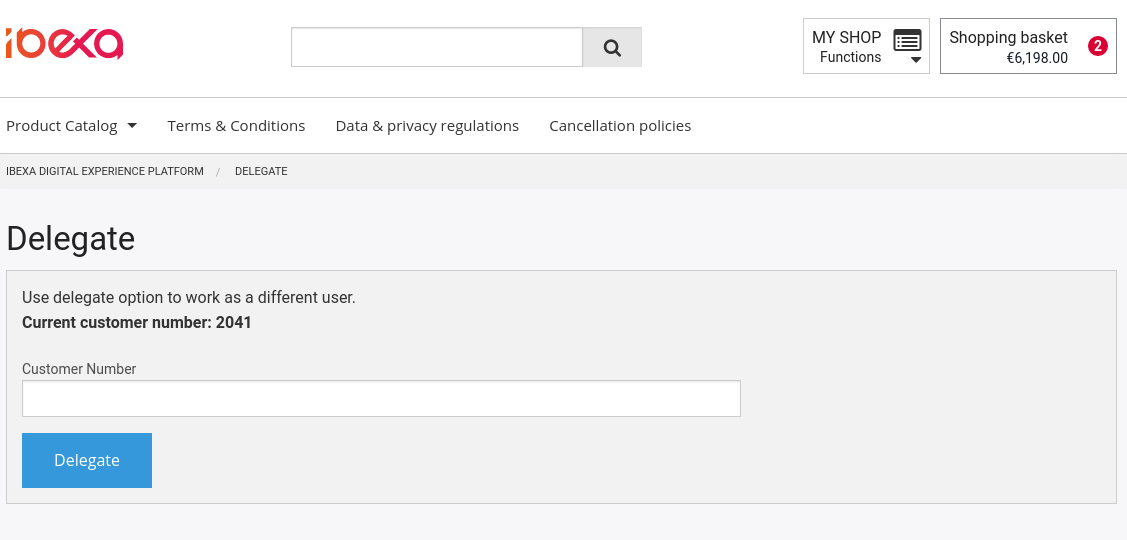 ibexa
MY SHOP
Functions
Shopping basket
€6,198.00
2
Product Catalog
Terms & Conditions
Data & privacy regulations
Cancellation policies
IBEXA DIGITAL EXPERIENCE PLATFORM / DELEGATE
Delegate
Use delegate option to work as a different user.
Current customer number: 2041
Customer Number
Delegate